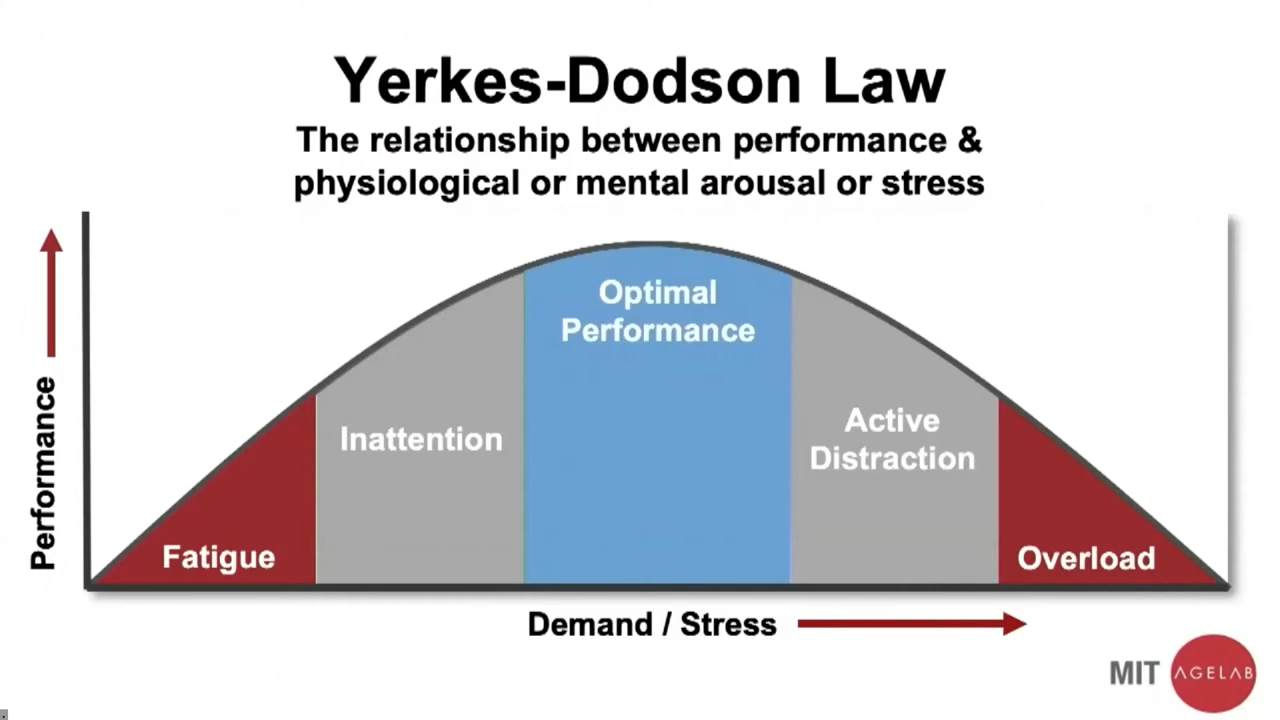 Yerkes-Dodson Law
The relationship between performance &
physiological or mental arousal or stress
Performance
Optimal
Performance
Inattention
Active
Distraction
Fatigue
Overload
Demand / Stress
MIT AGELAB